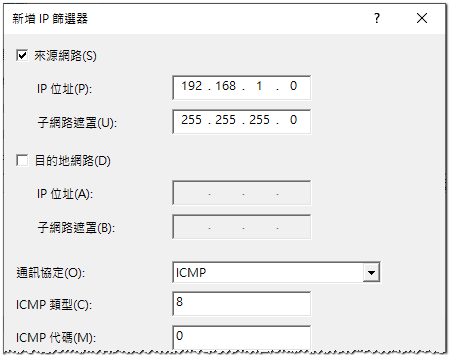 新增 IP 篩選器 ? ×
來源網路(S)
IP 位址(P): 192 . 168 . 1 . 0
子網路遮罩(U): 255 . 255 . 255 . 0
目的地網路(D)
IP 位址(A): . . .
子網路遮罩(B): . . .
通訊協定(O): ICMP
ICMP 類型(C): 8
ICMP 代碼(M): 0